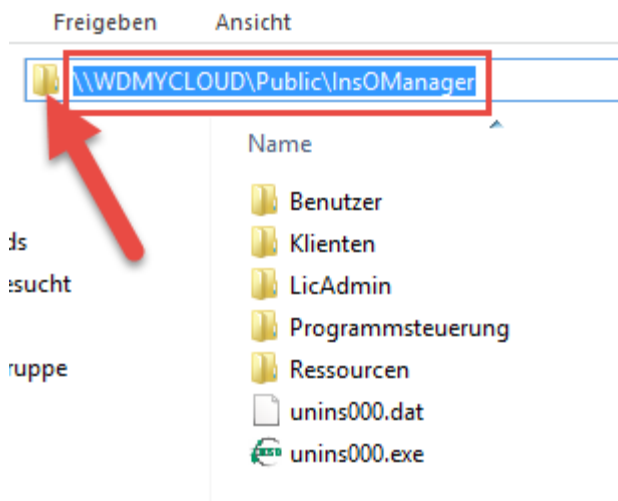 Freigeben Ansicht
\\WDMYCLOUD\Public\InsOManager
Name
Benutzer
ds Klienten
esucht LicAdmin
Programmsteuerung
ruppe Ressourcen
unins000.dat
unins000.exe